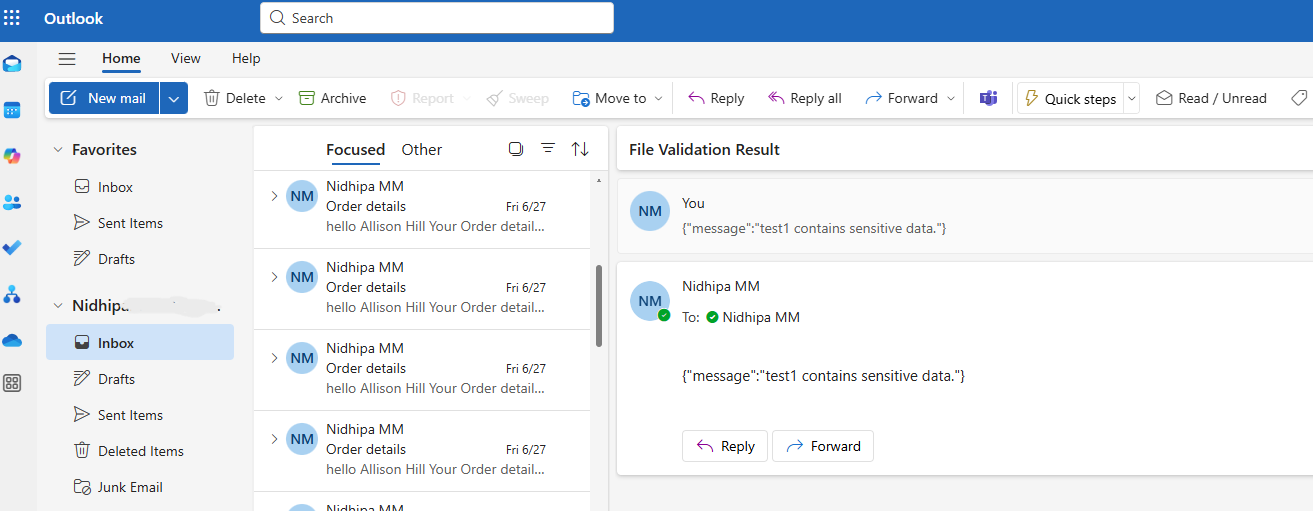 Outlook
Search
Home View Help
New mail Delete Archive Report Sweep Move to Reply Reply all Forward Quick steps Read / Unread
Favorites
Inbox
Sent Items
Drafts
Nidhipa
Inbox
Drafts
Sent Items
Deleted Items
Junk Email
Focused Other
NM
Nidhipa MM
Order details Fri 6/27
hello Allison Hill Your Order detail...
NM
Nidhipa MM
Order details Fri 6/27
hello Allison Hill Your Order detail...
NM
Nidhipa MM
Order details Fri 6/27
hello Allison Hill Your Order detail...
NM
Nidhipa MM
Order details Fri 6/27
hello Allison Hill Your Order detail...
Nidhipa MM
File Validation Result
NM
You
{"message":"test1 contains sensitive data."}
NM
Nidhipa MM
To: Nidhipa MM
{"message":"test1 contains sensitive data."}
Reply Forward